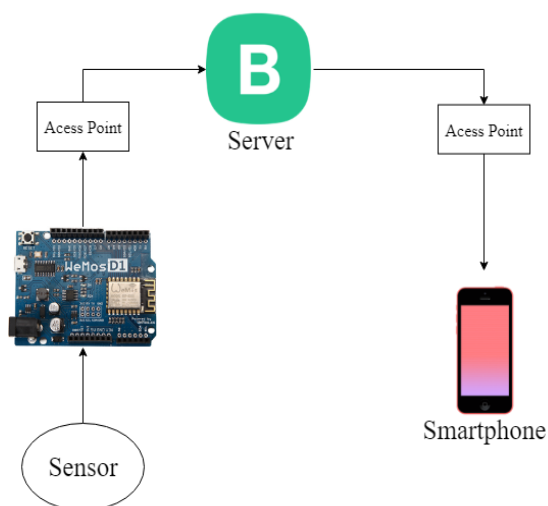 B
Server
Acess Point
Acess Point
WeMos D1
Smartphone
Sensor